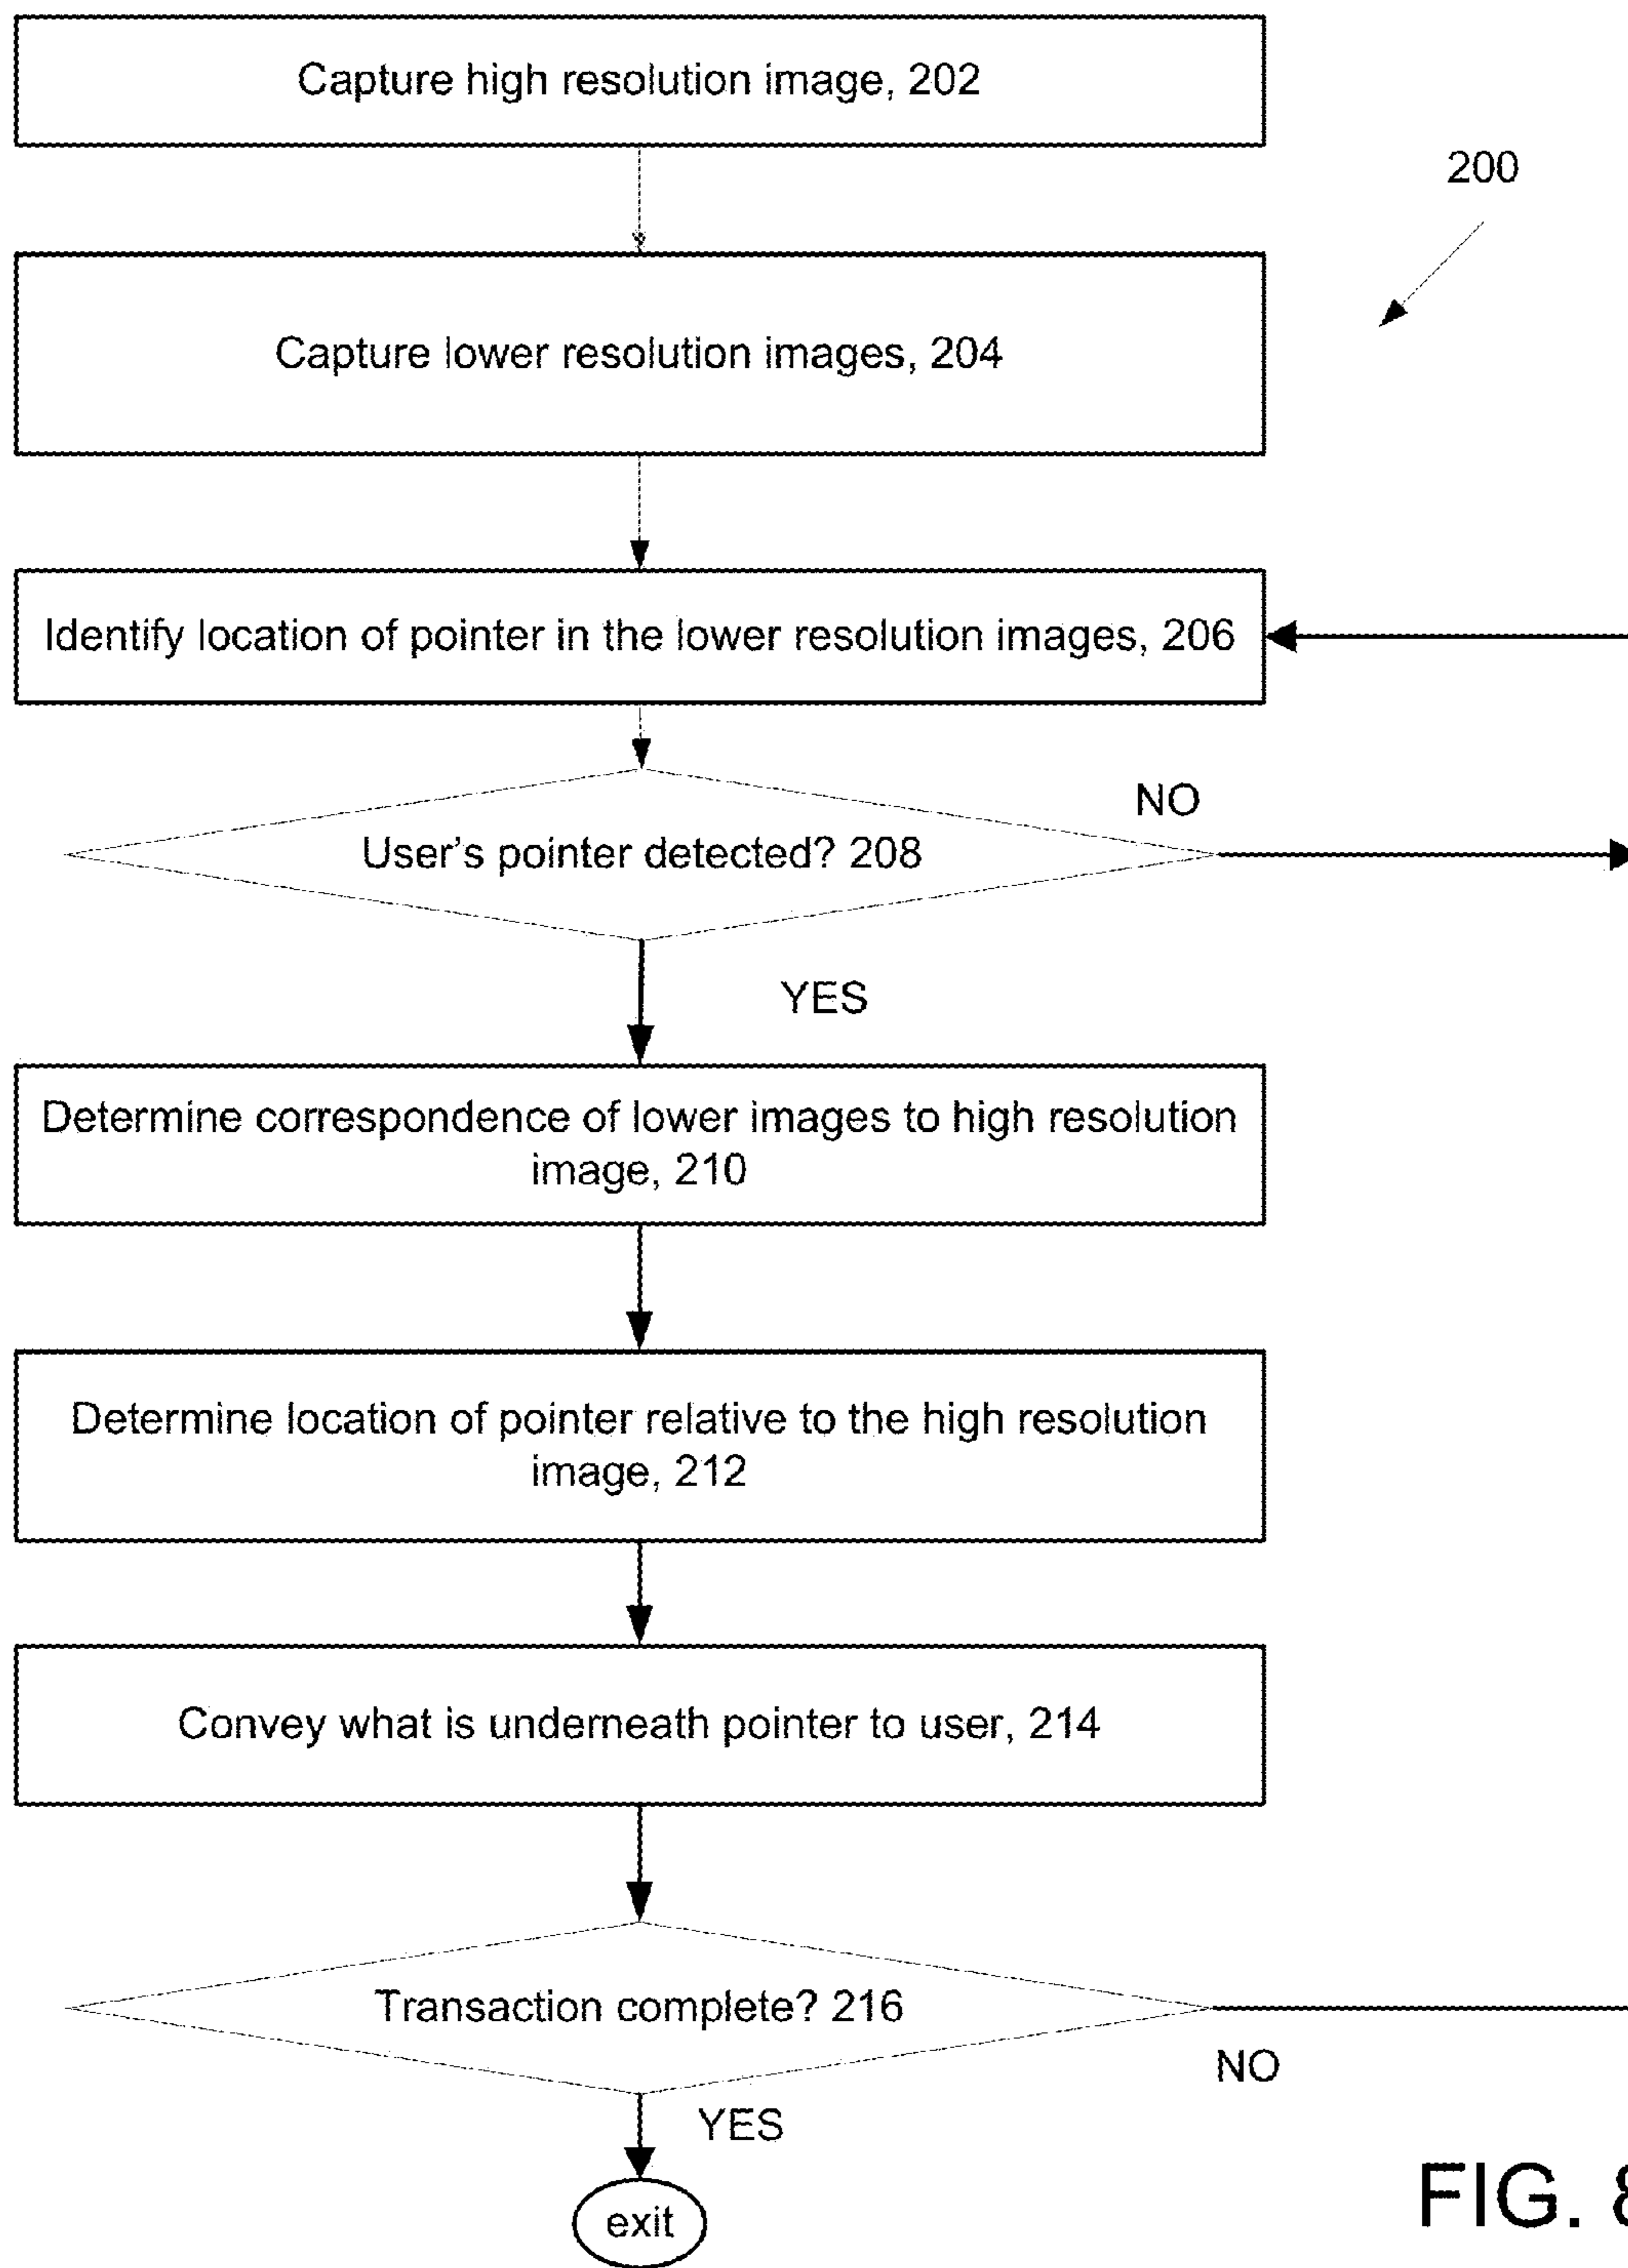 Capture high resolution image, 202
200
Capture lower resolution images, 204
Identify location of pointer in the lower resolution images, 206
NO
User's pointer detected? 208
YES
Determine correspondence of lower images to high resolution
image, 210
Determine location of pointer relative to the high resolution
image, 212
Convey what is underneath pointer to user, 214
Transaction complete? 216
NO
YES
exit
FIG. 8